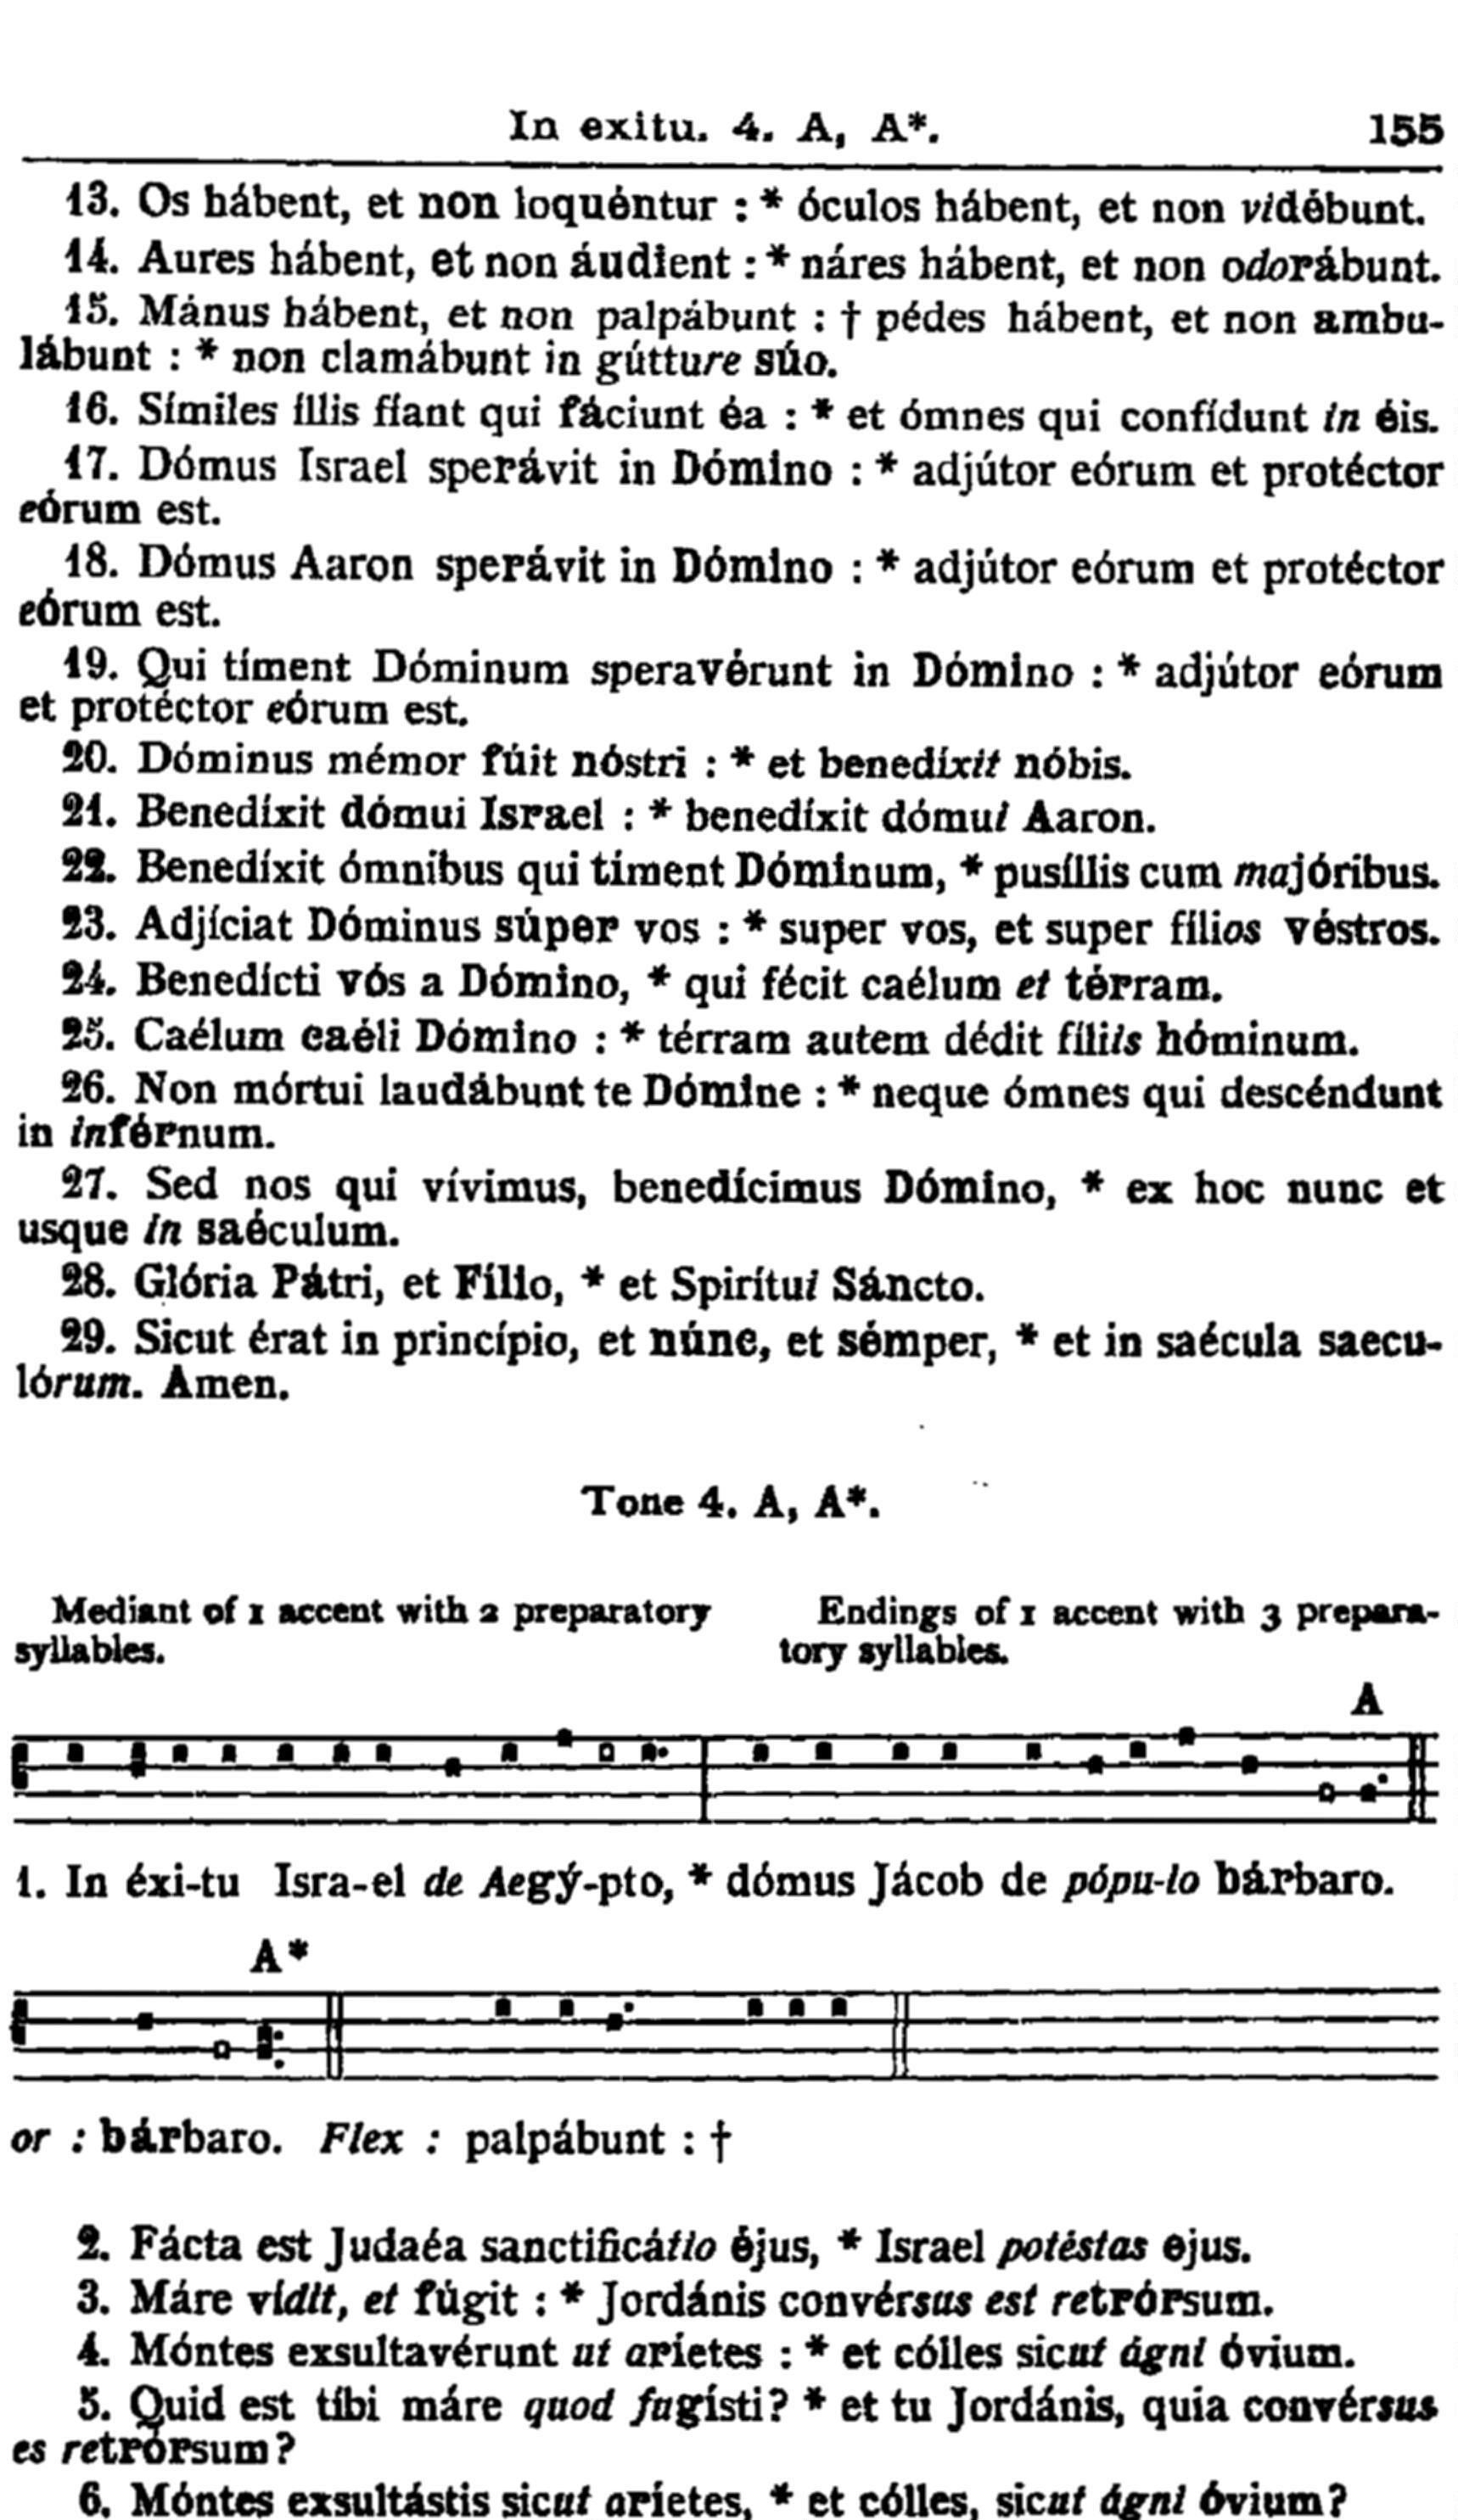 In exitu. 4. A, A*. 155
13. Os hábent, et non loquéntur : * óculos hábent, et non vidébunt.
14. Aures hábent, et non áudient : * náres hábent, et non odorábunt.
15. Mánus hábent, et non palpábunt : † pédes hábent, et non ambu-
lábunt : * non clamábunt in gútture súo.
16. Símiles íllis fíant qui fáciunt éa : * et ómnes qui confídunt in éis.
17. Dómus Israel sperávit in Dómino : * adjútor eórum et protéctor
eórum est.
18. Dómus Aaron sperávit in Dómino : * adjútor eórum et protéctor
eórum est.
19. Qui tíment Dóminum speravérunt in Dómino : * adjútor eórum
et protéctor eórum est.
20. Dóminus mémor fúit nóstri : * et benedíxit nóbis.
21. Benedíxit dómui Israel : * benedíxit dómui Aaron.
22. Benedíxit ómnibus qui tíment Dóminum, * pusíllis cum majóribus.
23. Adjíciat Dóminus súper vos : * super vos, et super fílios véstros.
24. Benedícti vós a Dómino, * qui fécit caélum et térram.
25. Caélum caéli Dómino : * térram autem dédit fíliis hóminum.
26. Non mórtui laudábunt te Dómine : * neque ómnes qui descéndunt
in inférnum.
27. Sed nos qui vívimus, benedícimus Dómino, * ex hoc nunc et
usque in saéculum.
28. Glória Pátri, et Fílio, * et Spirítui Sáncto.
29. Sicut érat in princípio, et núnc, et sémper, * et in saécula saecu-
lórum. Amen.
Tone 4. A, A*.
Mediant of 1 accent with 2 preparatory
syllables.
Endings of 1 accent with 3 prepara-
tory syllables.
A
1. In éxi-tu Isra-el de Aegý-pto, * dómus Jácob de pópu-lo bárbaro.
A*
or : bárbaro. Flex : palpábunt : †
2. Fácta est Judaéa sanctificátio éjus, * Israel potéstas ejus.
3. Máre vídit, et fúgit : * Jordánis convérsus est retrórsum.
4. Móntes exsultavérunt ut aríetes : * et cólles sicut ágni óvium.
5. Quid est tíbi máre quod fugísti? * et tu Jordánis, quia convérsus
es retrórsum?
6. Móntes exsultástis sicut aríetes, * et cólles, sicut ágni óvium?